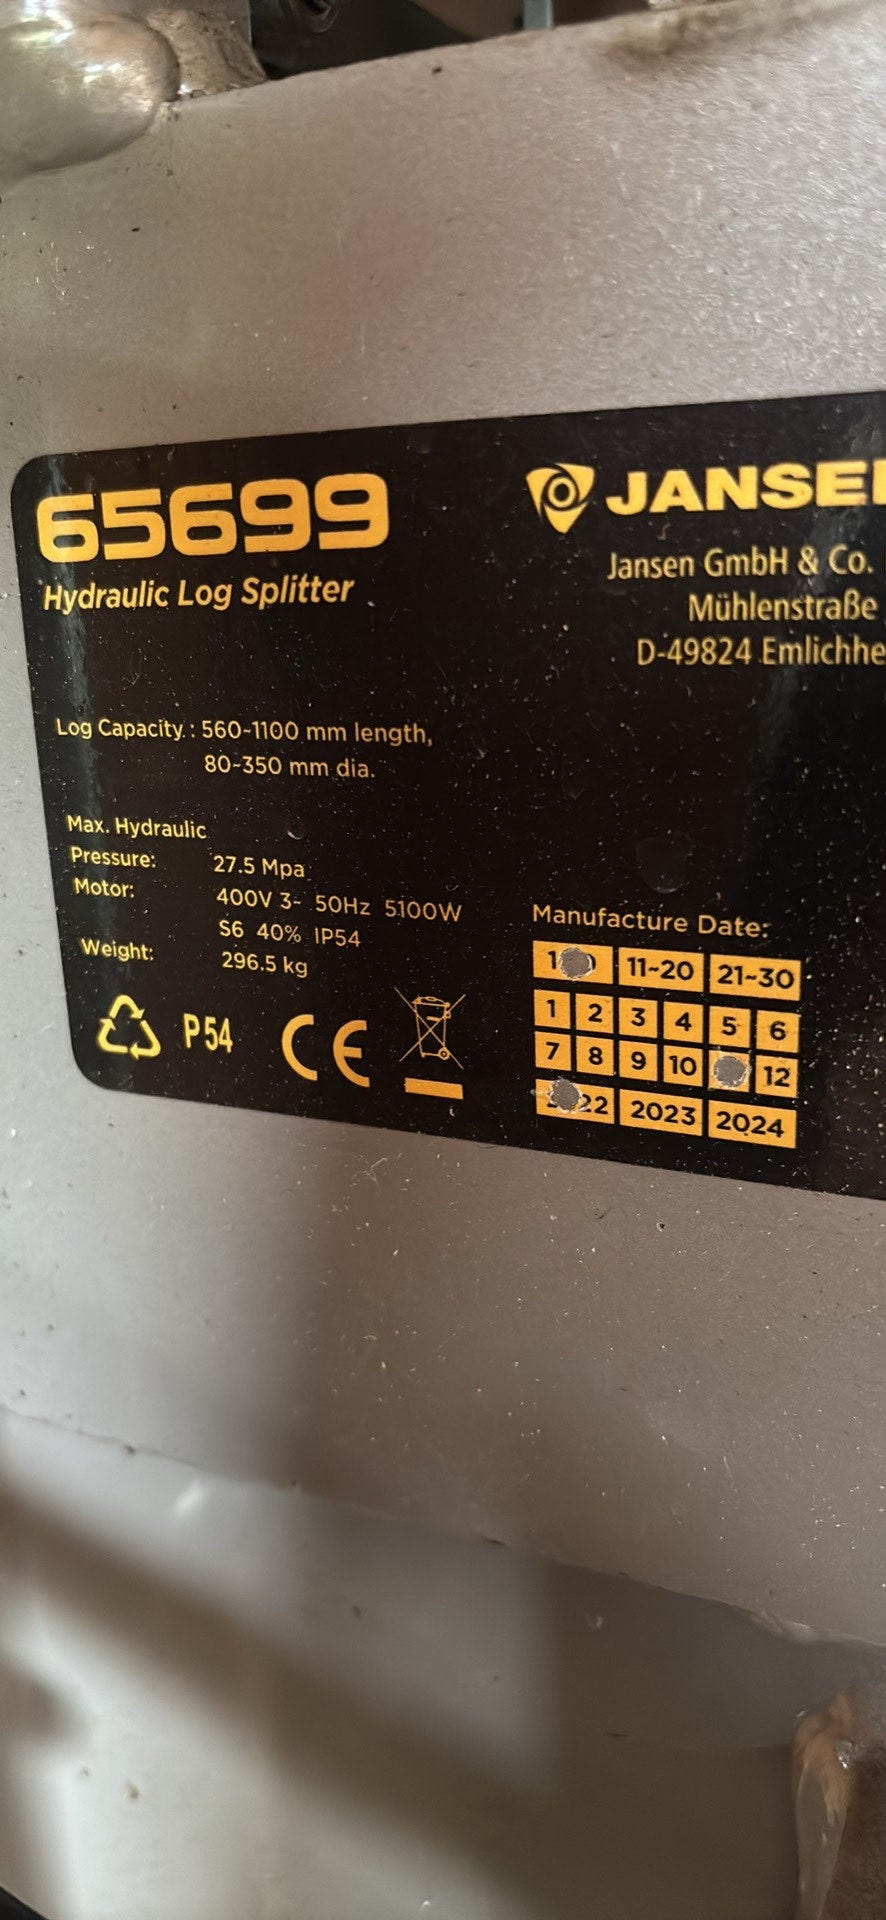 65699
Hydraulic Log Splitter
JANSE
Jansen GmbH & Co.
Mühlenstraße
D-49824 Emlichhe
Log Capacity : 560~1100 mm length,
80~350 mm dia.
Max. Hydraulic
Pressure: 27.5 Mpa
Motor: 400V 3~ 50Hz 5100W
S6 40% IP54
Weight: 296.5 kg
P54
CE
Manufacture Date:
11~20 21~30
1 2 3 4 5 6
7 8 9 10 12
22 2023 2024